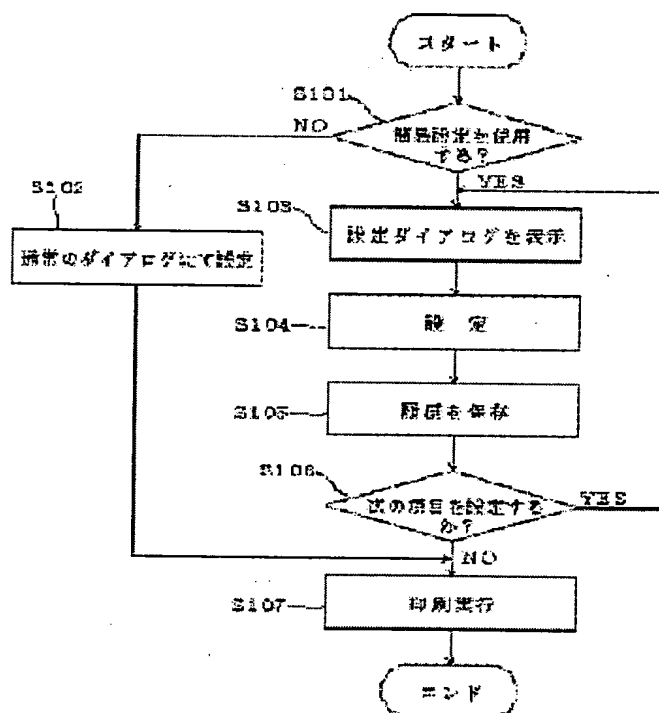 スタート
S101
簡易設定を使用
する?
NO
YES
S102
通常のダイアログにて設定
S103
設定ダイアログを表示
S104
設 定
S105
履歴を保存
S106
次の項目を設定する
か?
YES
NO
S107
印刷実行
エンド